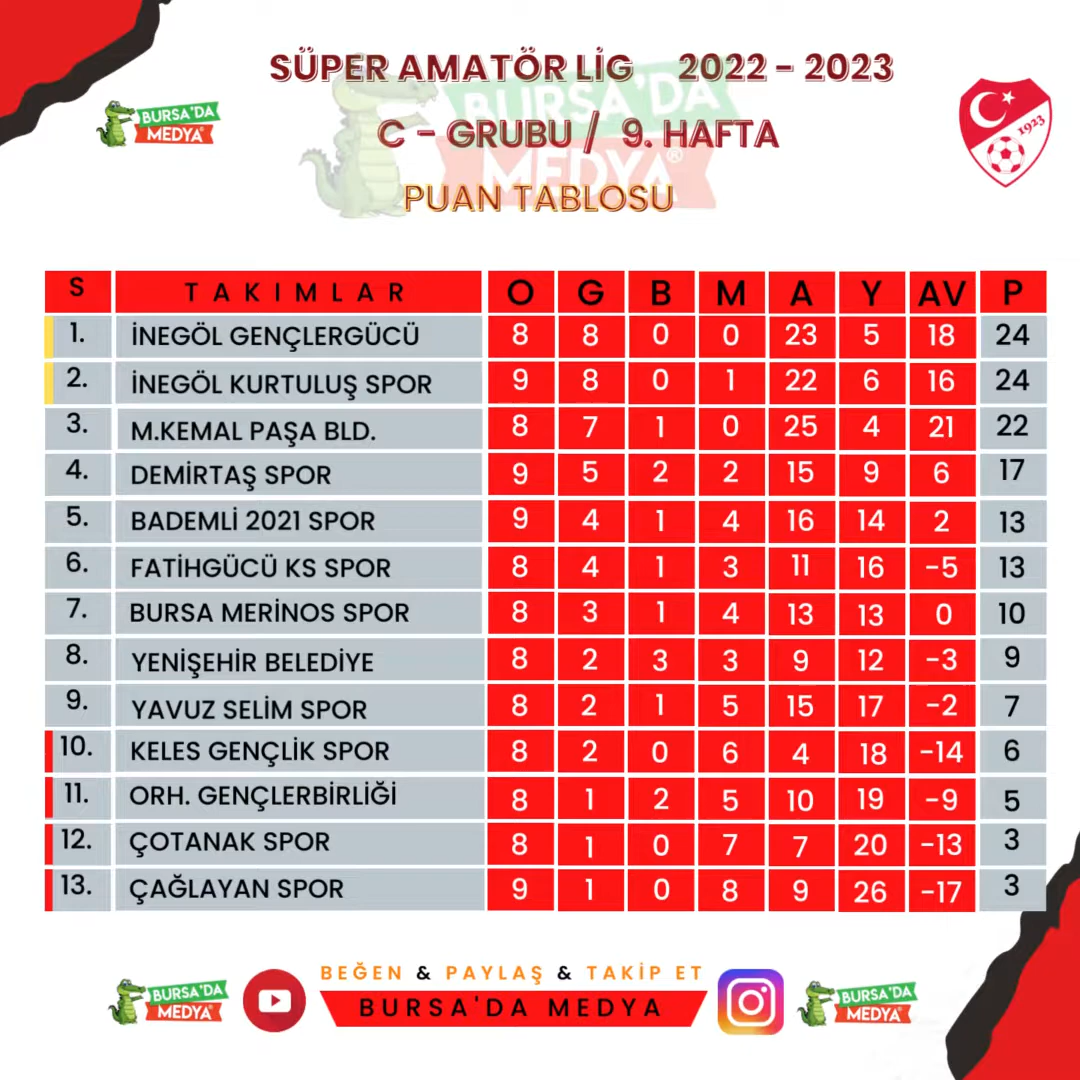 SÜPER AMATÖR LİG 2022 - 2023
C - GRUBU / 9. HAFTA
PUAN TABLOSU
BURSA'DA
MEDYA®
BURSA'DA
MEDYA®
1923
S TAKIMLAR O G B M A Y AV P
1. İNEGÖL GENÇLERGÜCÜ 8 8 0 0 23 5 18 24
2. İNEGÖL KURTULUŞ SPOR 9 8 0 1 22 6 16 24
3. M.KEMAL PAŞA BLD. 8 7 1 0 25 4 21 22
4. DEMİRTAŞ SPOR 9 5 2 2 15 9 6 17
5. BADEMLİ 2021 SPOR 9 4 1 4 16 14 2 13
6. FATİHGÜCÜ KS SPOR 8 4 1 3 11 16 -5 13
7. BURSA MERİNOS SPOR 8 3 1 4 13 13 0 10
8. YENİŞEHİR BELEDİYE 8 2 3 3 9 12 -3 9
9. YAVUZ SELİM SPOR 8 2 1 5 15 17 -2 7
10. KELES GENÇLİK SPOR 8 2 0 6 4 18 -14 6
11. ORH. GENÇLERBİRLİĞİ 8 1 2 5 10 19 -9 5
12. ÇOTANAK SPOR 8 1 0 7 7 20 -13 3
13. ÇAĞLAYAN SPOR 9 1 0 8 9 26 -17 3
BEĞEN & PAYLAŞ & TAKİP ET
BURSA'DA MEDYA
BURSA'DA
MEDYA®
BURSA'DA
MEDYA®